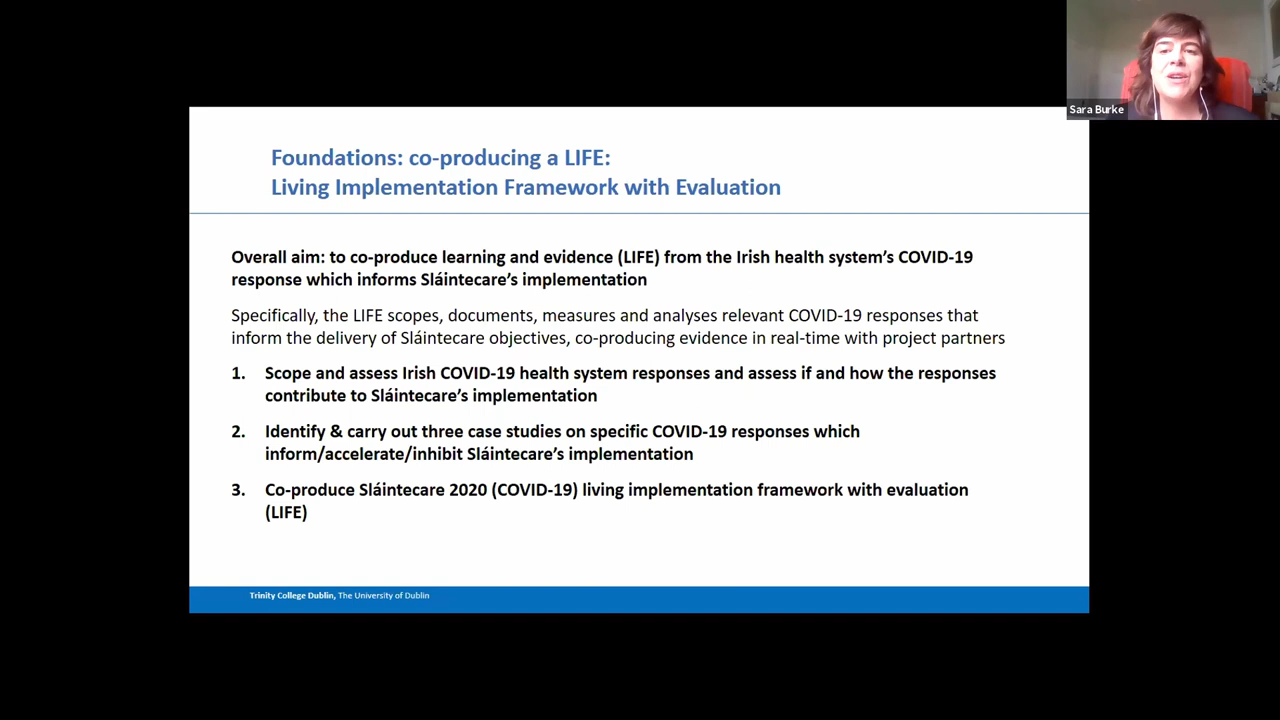 Sara Burke
Foundations: co-producing a LIFE:
Living Implementation Framework with Evaluation
Overall aim: to co-produce learning and evidence (LIFE) from the Irish health system's COVID-19
response which informs Sláintecare's implementation
Specifically, the LIFE scopes, documents, measures and analyses relevant COVID-19 responses that
inform the delivery of Sláintecare objectives, co-producing evidence in real-time with project partners
1. Scope and assess Irish COVID-19 health system responses and assess if and how the responses
contribute to Sláintecare's implementation
2. Identify & carry out three case studies on specific COVID-19 responses which
inform/accelerate/inhibit Sláintecare's implementation
3. Co-produce Sláintecare 2020 (COVID-19) living implementation framework with evaluation
(LIFE)
Trinity College Dublin, The University of Dublin